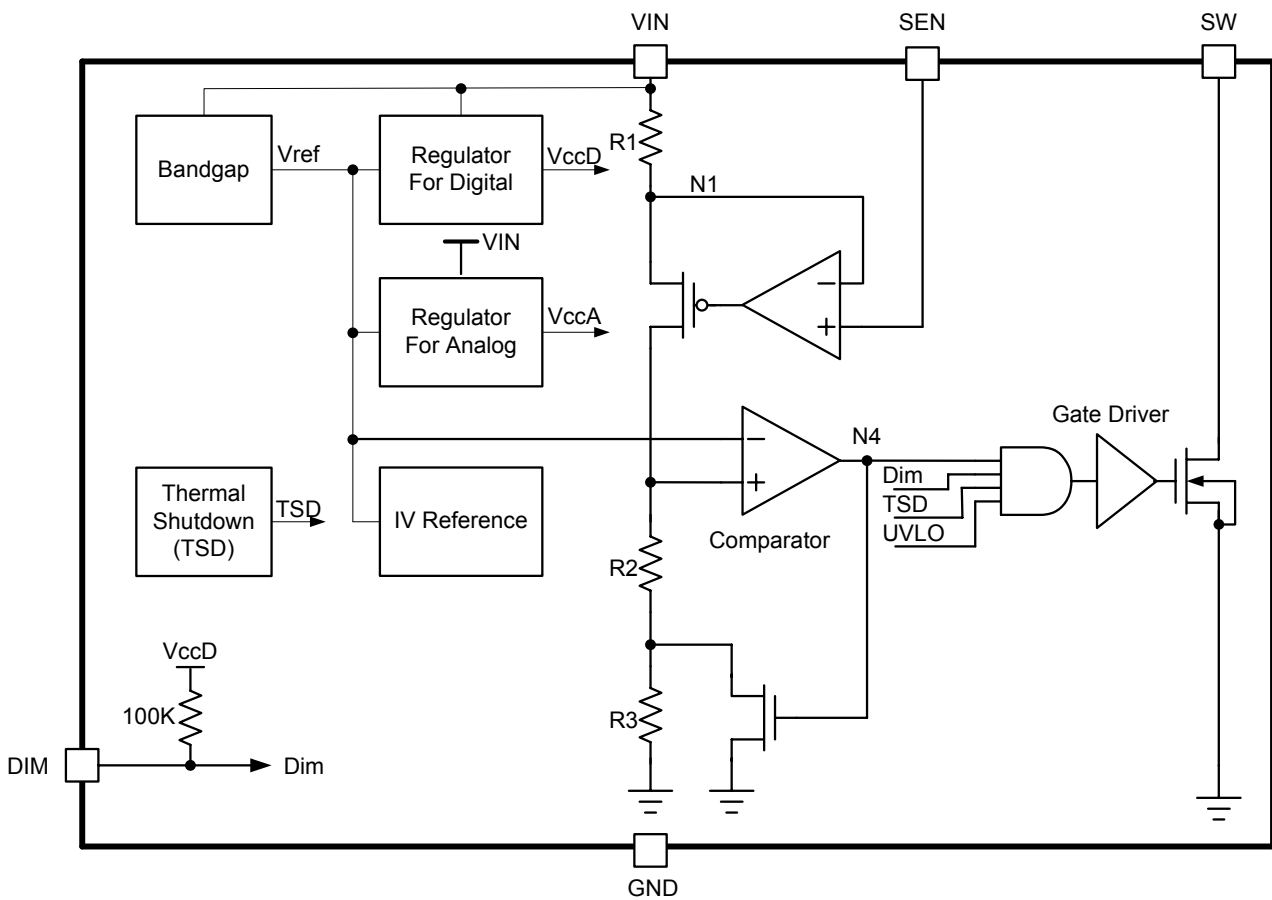 VIN
SEN
SW
Bandgap
Vref
Regulator
For Digital
VccD
R1
N1
VIN
Regulator
For Analog
VccA
Gate Driver
N4
Comparator
Dim
TSD
UVLO
Thermal
Shutdown
(TSD)
TSD
IV Reference
R2
VccD
100K
R3
DIM
Dim
GND